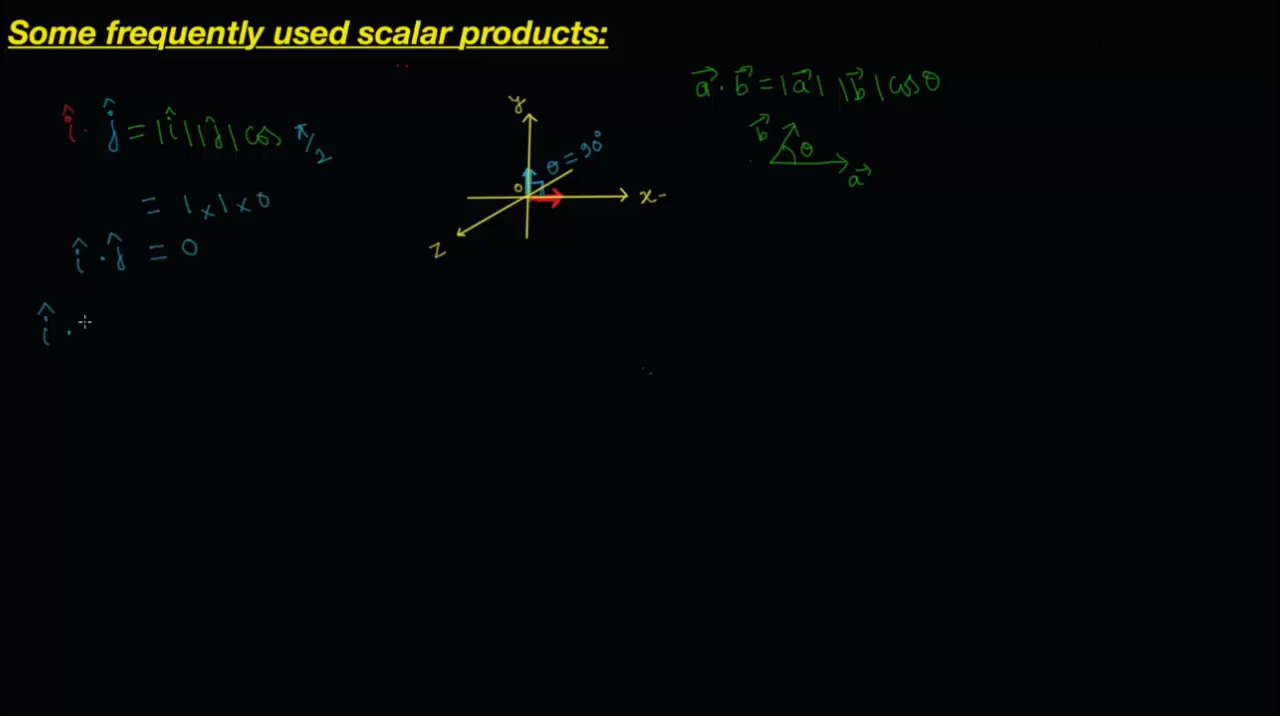 Some frequently used scalar products:
î · ĵ = |î| |ĵ| cos π/2
= 1 × 1 × 0
î · ĵ = 0
î ·
y
θ = 90°
o
x
z
a⃗ · b⃗ = |a⃗| |b⃗| cos θ
b⃗
θ
a⃗